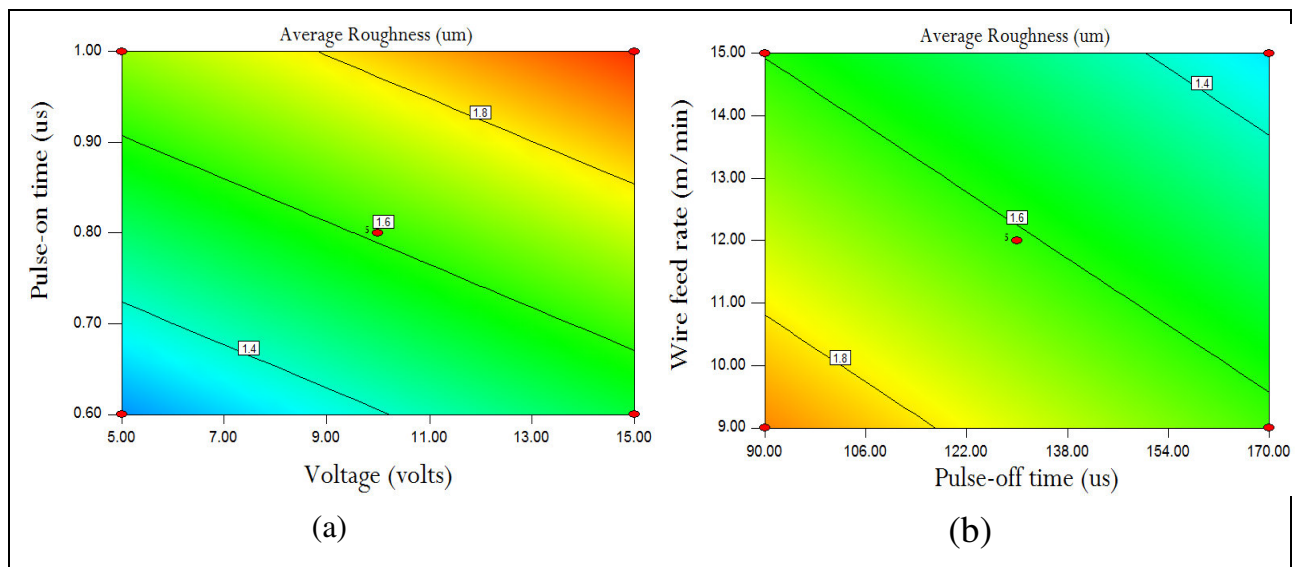 Average Roughness (um)
1.00
0.90
0.80
0.70
0.60
Pulse-on time (us)
1.8
1.6
5
1.4
5.00 7.00 9.00 11.00 13.00 15.00
Voltage (volts)
(a)
Average Roughness (um)
15.00
14.00
13.00
12.00
11.00
10.00
9.00
Wire feed rate (m/min)
1.4
1.6
5
1.8
90.00 106.00 122.00 138.00 154.00 170.00
Pulse-off time (us)
(b)